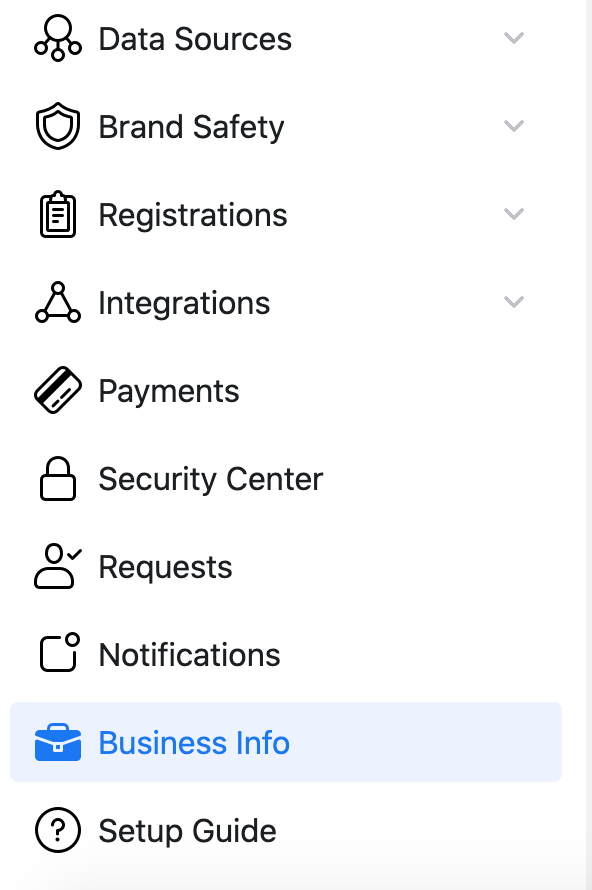 Data Sources
Brand Safety
Registrations
Integrations
Payments
Security Center
Requests
Notifications
Business Info
Setup Guide